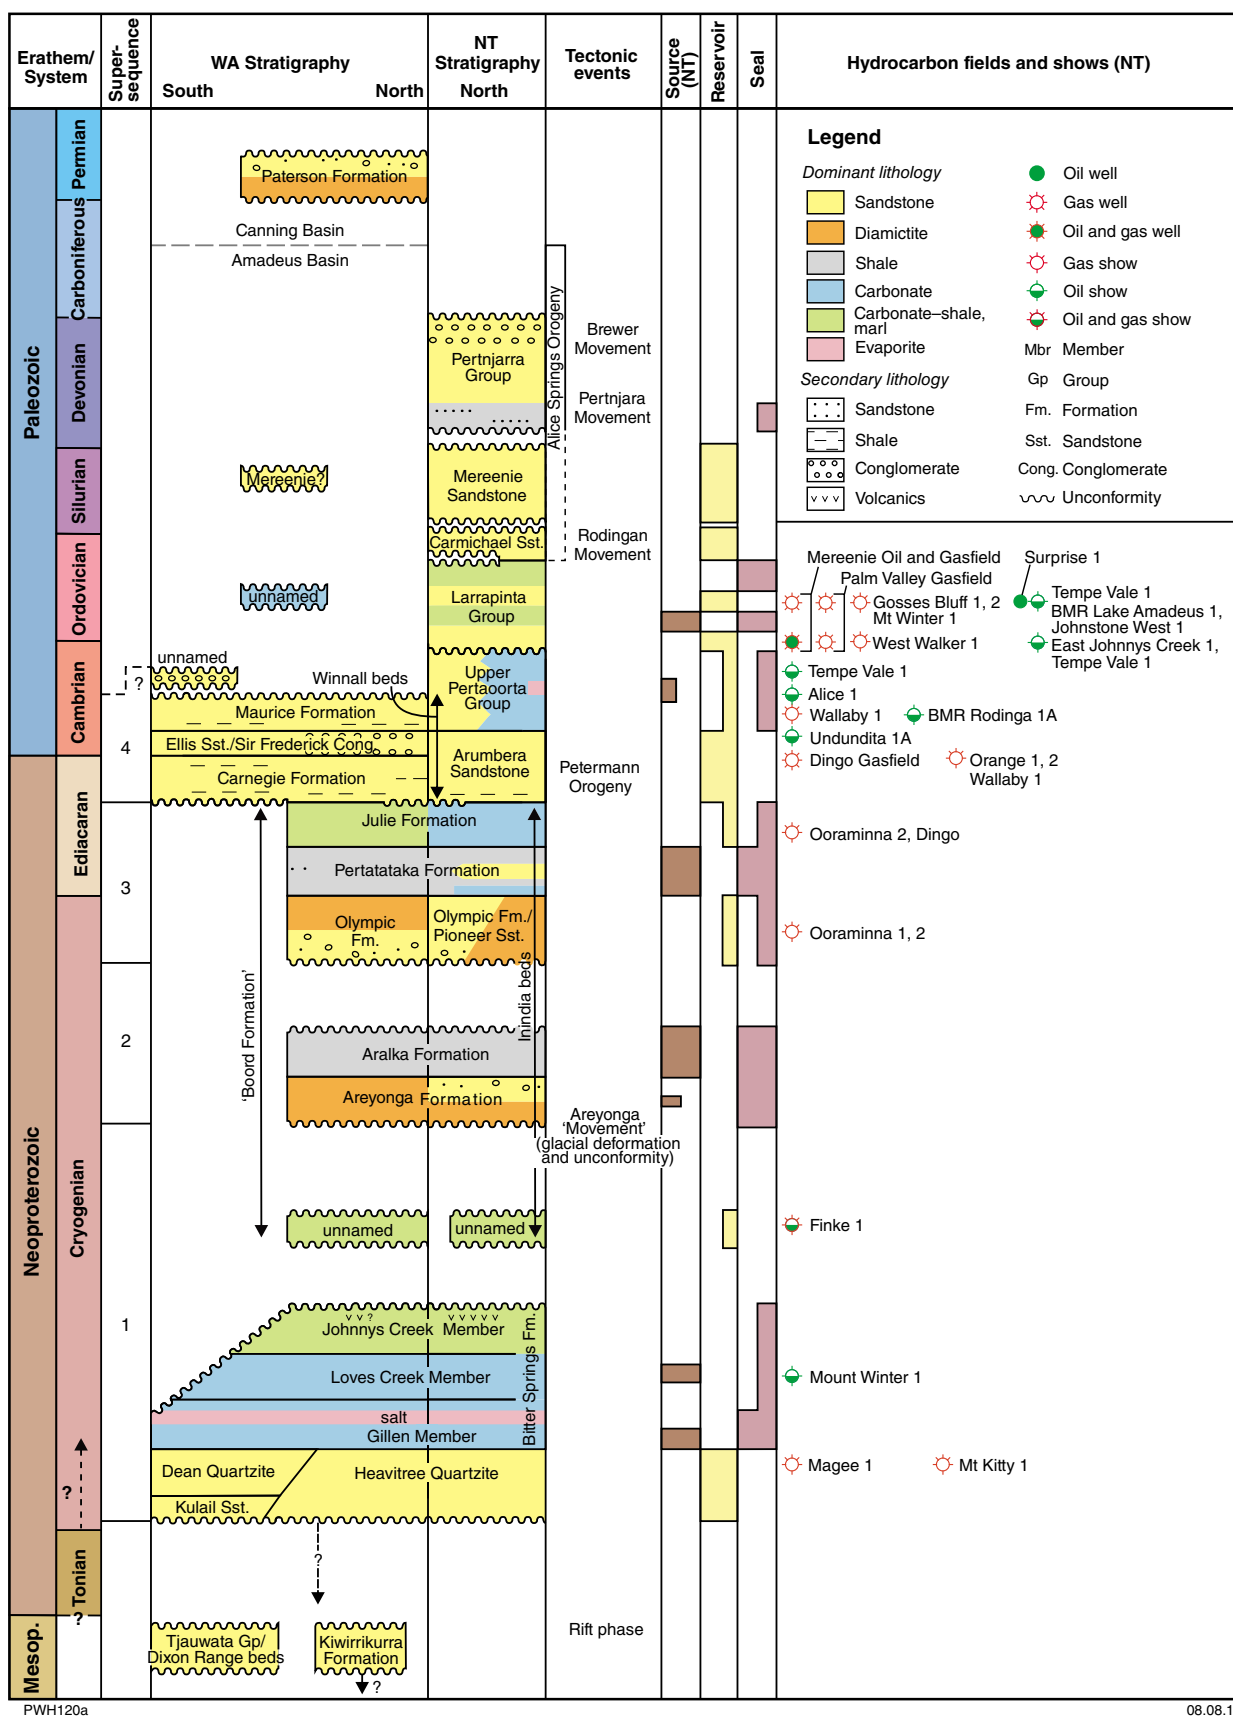 Erathem/
System
Super-
sequence
WA Stratigraphy
South
North
NT
Stratigraphy
North
Tectonic
events
Source
(NT)
Reservoir
Seal
Hydrocarbon fields and shows (NT)
Paleozoic
Neoproterozoic
Mesop.
Permian
Carboniferous
Devonian
Silurian
Ordovician
Cambrian
Ediacaran
Cryogenian
Tonian
?
?
?
4
3
2
1
Paterson Formation
Canning Basin
Amadeus Basin
Mereenie?
unnamed
unnamed
Winnall beds
Maurice Formation
Ellis Sst./Sir Frederick Cong.
Carnegie Formation
Julie Formation
Pertatataka Formation
Olympic
Fm.
Olympic Fm./
Pioneer Sst.
'Boord Formation'
Inindia beds
Aralka Formation
Areyonga Formation
unnamed
unnamed
v v ?
v v v v v
Johnnys Creek Member
Loves Creek Member
salt
Gillen Member
Bitter Springs Fm.
Dean Quartzite
Kulail Sst.
Heavitree Quartzite
?
Tjauwata Gp/
Dixon Range beds
Kiwirrikurra
Formation
?
Pertnjarra
Group
Mereenie
Sandstone
Carmichael Sst.
Larrapinta
Group
Upper
Pertaoorta
Group
Arumbera
Sandstone
Alice Springs Orogeny
Brewer
Movement
Pertnjara
Movement
Rodingan
Movement
Petermann
Orogeny
Areyonga
'Movement'
(glacial deformation
and unconformity)
Rift phase
Legend
Dominant lithology
Sandstone
Diamictite
Shale
Carbonate
Carbonate–shale,
marl
Evaporite
Secondary lithology
Sandstone
Shale
Conglomerate
v v v Volcanics
Oil well
Gas well
Oil and gas well
Gas show
Oil show
Oil and gas show
Mbr Member
Gp Group
Fm. Formation
Sst. Sandstone
Cong. Conglomerate
Unconformity
Mereenie Oil and Gasfield
Surprise 1
Palm Valley Gasfield
Gosses Bluff 1, 2
Mt Winter 1
Tempe Vale 1
BMR Lake Amadeus 1,
Johnstone West 1
West Walker 1
East Johnnys Creek 1,
Tempe Vale 1
Tempe Vale 1
Alice 1
Wallaby 1
BMR Rodinga 1A
Undundita 1A
Dingo Gasfield
Orange 1, 2
Wallaby 1
Ooraminna 2, Dingo
Ooraminna 1, 2
Finke 1
Mount Winter 1
Magee 1
Mt Kitty 1
PWH120a
08.08.1